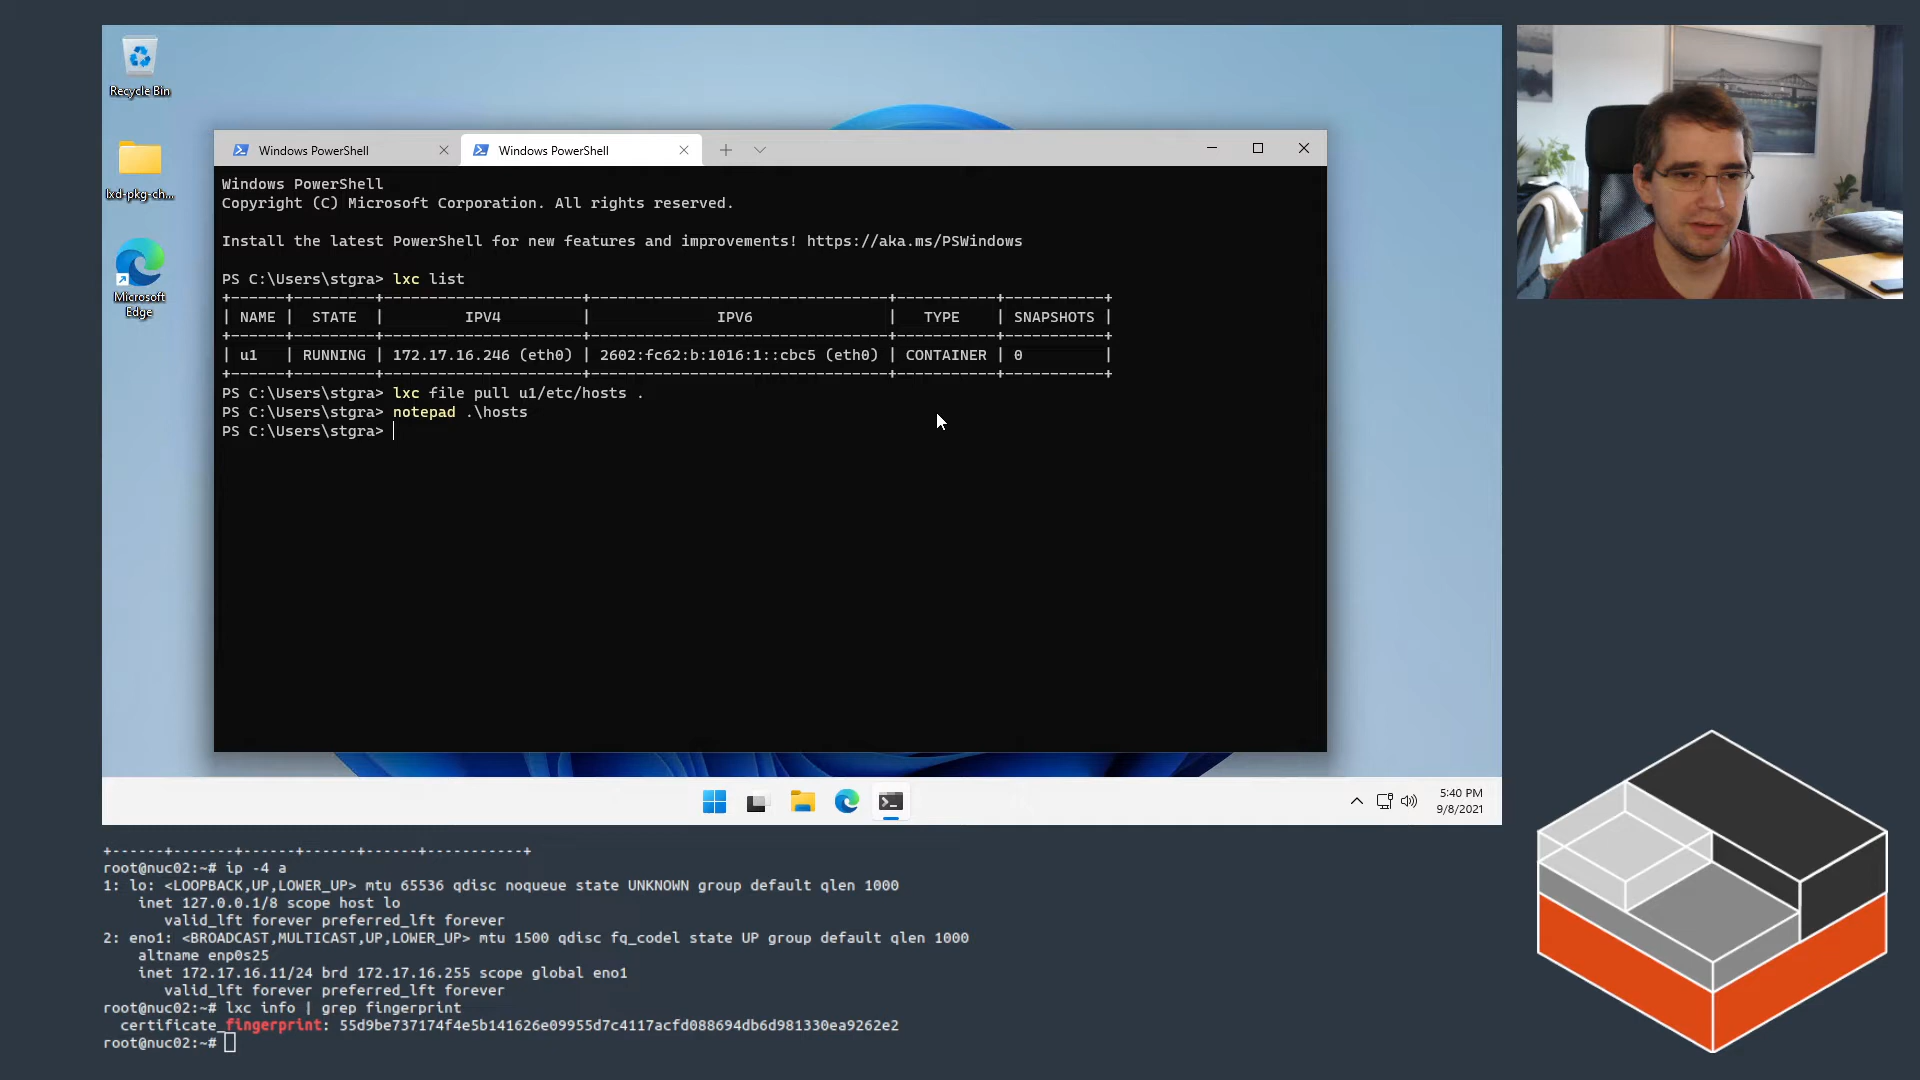 Recycle Bin
lxd-pkg-ch...
Microsoft
Edge
Windows PowerShell
Windows PowerShell
Windows PowerShell
Copyright (C) Microsoft Corporation. All rights reserved.
Install the latest PowerShell for new features and improvements! https://aka.ms/PSWindows
PS C:\Users\stgra> lxc list
+------+---------+----------------------+---------------------------------+-----------+-----------+
| NAME |  STATE  |         IPV4         |              IPV6               |   TYPE    | SNAPSHOTS |
+------+---------+----------------------+---------------------------------+-----------+-----------+
| u1   | RUNNING | 172.17.16.246 (eth0) | 2602:fc62:b:1016:1::cbc5 (eth0) | CONTAINER | 0         |
+------+---------+----------------------+---------------------------------+-----------+-----------+
PS C:\Users\stgra> lxc file pull u1/etc/hosts .
PS C:\Users\stgra> notepad .\hosts
PS C:\Users\stgra>
5:40 PM
9/8/2021
+------+-------+------+------+------+-----------+
root@nuc02:~# ip -4 a
1: lo: <LOOPBACK,UP,LOWER_UP> mtu 65536 qdisc noqueue state UNKNOWN group default qlen 1000
    inet 127.0.0.1/8 scope host lo
       valid_lft forever preferred_lft forever
2: eno1: <BROADCAST,MULTICAST,UP,LOWER_UP> mtu 1500 qdisc fq_codel state UP group default qlen 1000
    altname enp0s25
    inet 172.17.16.11/24 brd 172.17.16.255 scope global eno1
       valid_lft forever preferred_lft forever
root@nuc02:~# lxc info | grep fingerprint
  certificate_fingerprint: 55d9be737174f4e5b141626e09955d7c4117acfd088694db6d981330ea9262e2
root@nuc02:~#